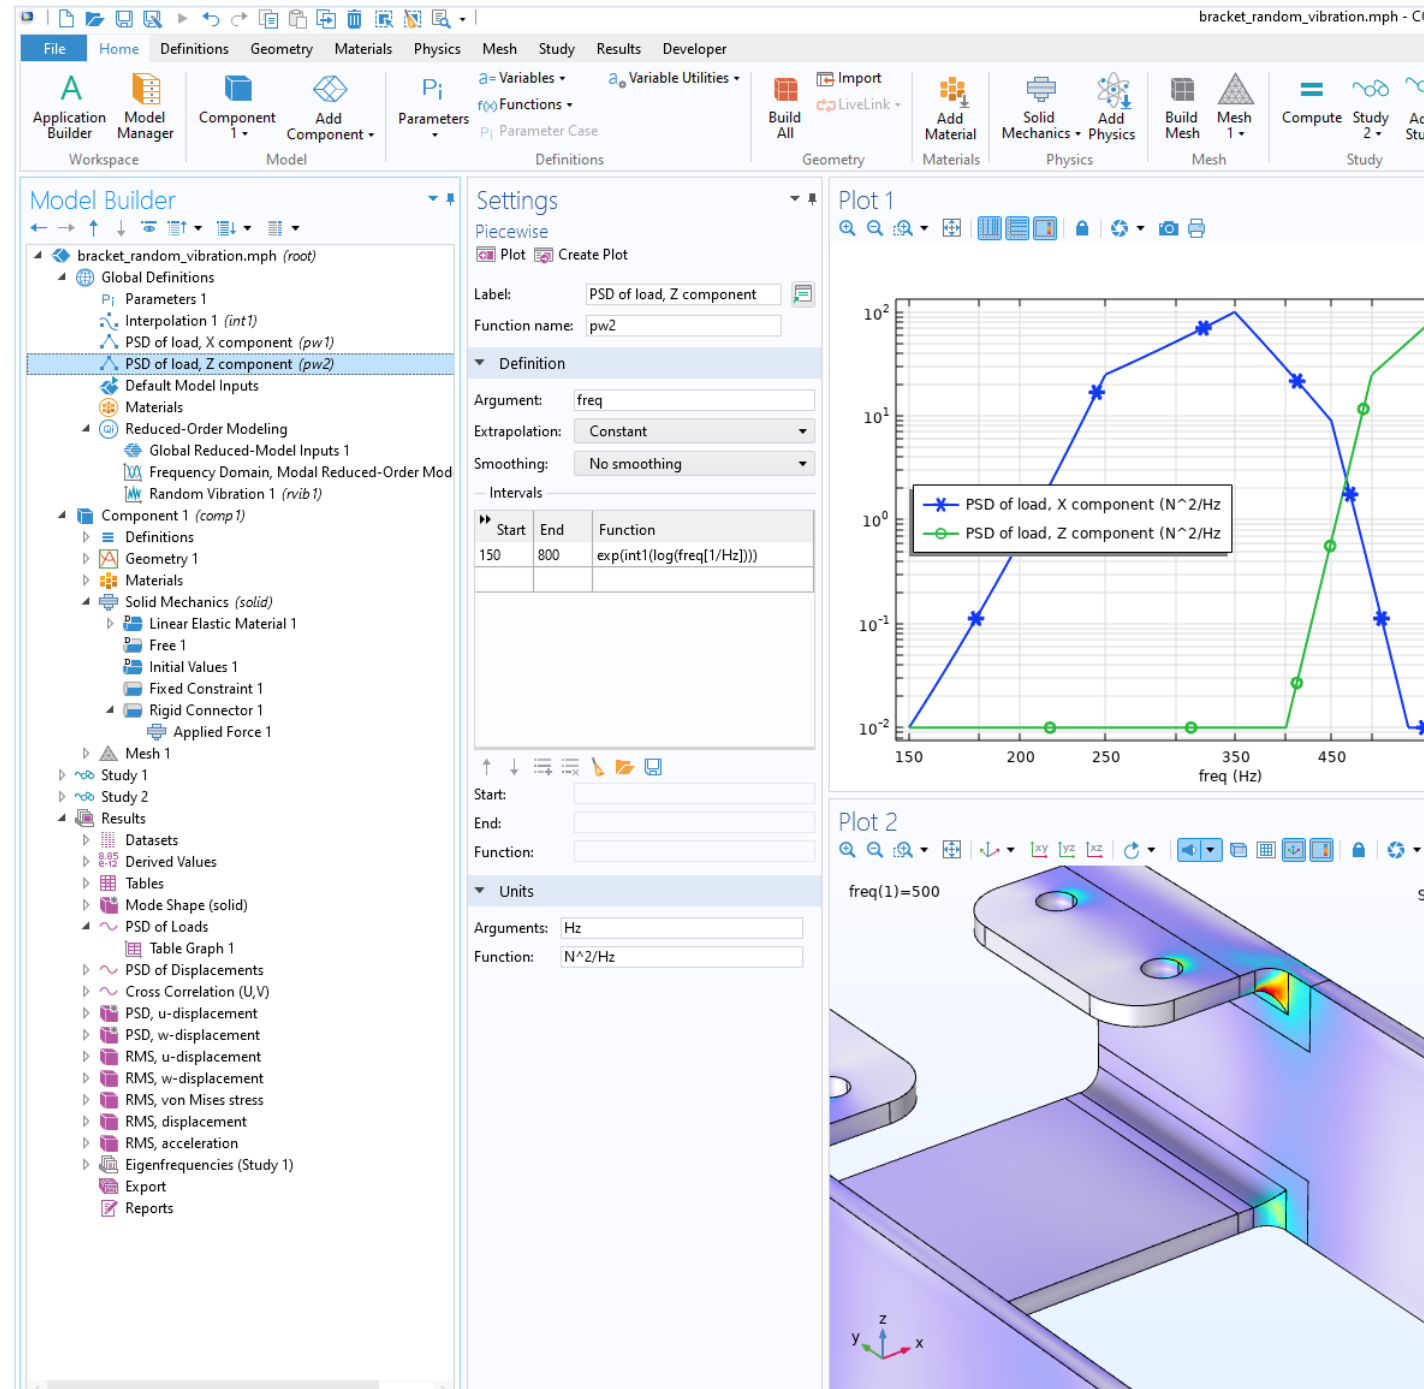 bracket_random_vibration.mph - C
File Home Definitions Geometry Materials Physics Mesh Study Results Developer
Application Builder
Model Manager
Workspace
Component 1
Add Component
Model
Pi
Parameters
a= Variables
f(x) Functions
Pi Parameter Case
a Variable Utilities
Definitions
Build All
Import
LiveLink
Geometry
Add Material
Materials
Solid Mechanics
Add Physics
Physics
Build Mesh
Mesh 1
Mesh
Compute
Study 2
Study
Model Builder
bracket_random_vibration.mph (root)
Global Definitions
Pi Parameters 1
Interpolation 1 (int1)
PSD of load, X component (pw1)
PSD of load, Z component (pw2)
Default Model Inputs
Materials
Reduced-Order Modeling
Global Reduced-Model Inputs 1
Frequency Domain, Modal Reduced-Order Mod
Random Vibration 1 (rvib1)
Component 1 (comp1)
Definitions
Geometry 1
Materials
Solid Mechanics (solid)
Linear Elastic Material 1
Free 1
Initial Values 1
Fixed Constraint 1
Rigid Connector 1
Applied Force 1
Mesh 1
Study 1
Study 2
Results
Datasets
8.85 e-12 Derived Values
Tables
Mode Shape (solid)
PSD of Loads
Table Graph 1
PSD of Displacements
Cross Correlation (U,V)
PSD, u-displacement
PSD, w-displacement
RMS, u-displacement
RMS, w-displacement
RMS, von Mises stress
RMS, displacement
RMS, acceleration
Eigenfrequencies (Study 1)
Export
Reports
Settings
Piecewise
Plot Create Plot
Label: PSD of load, Z component
Function name: pw2
Definition
Argument: freq
Extrapolation: Constant
Smoothing: No smoothing
Intervals
Start End Function
150 800 exp(int1(log(freq[1/Hz])))
Start:
End:
Function:
Units
Arguments: Hz
Function: N^2/Hz
Plot 1
10^2
10^1
10^0
10^-1
10^-2
PSD of load, X component (N^2/Hz
PSD of load, Z component (N^2/Hz
150 200 250 350 450
freq (Hz)
Plot 2
xy yz xz
freq(1)=500
z
y
x